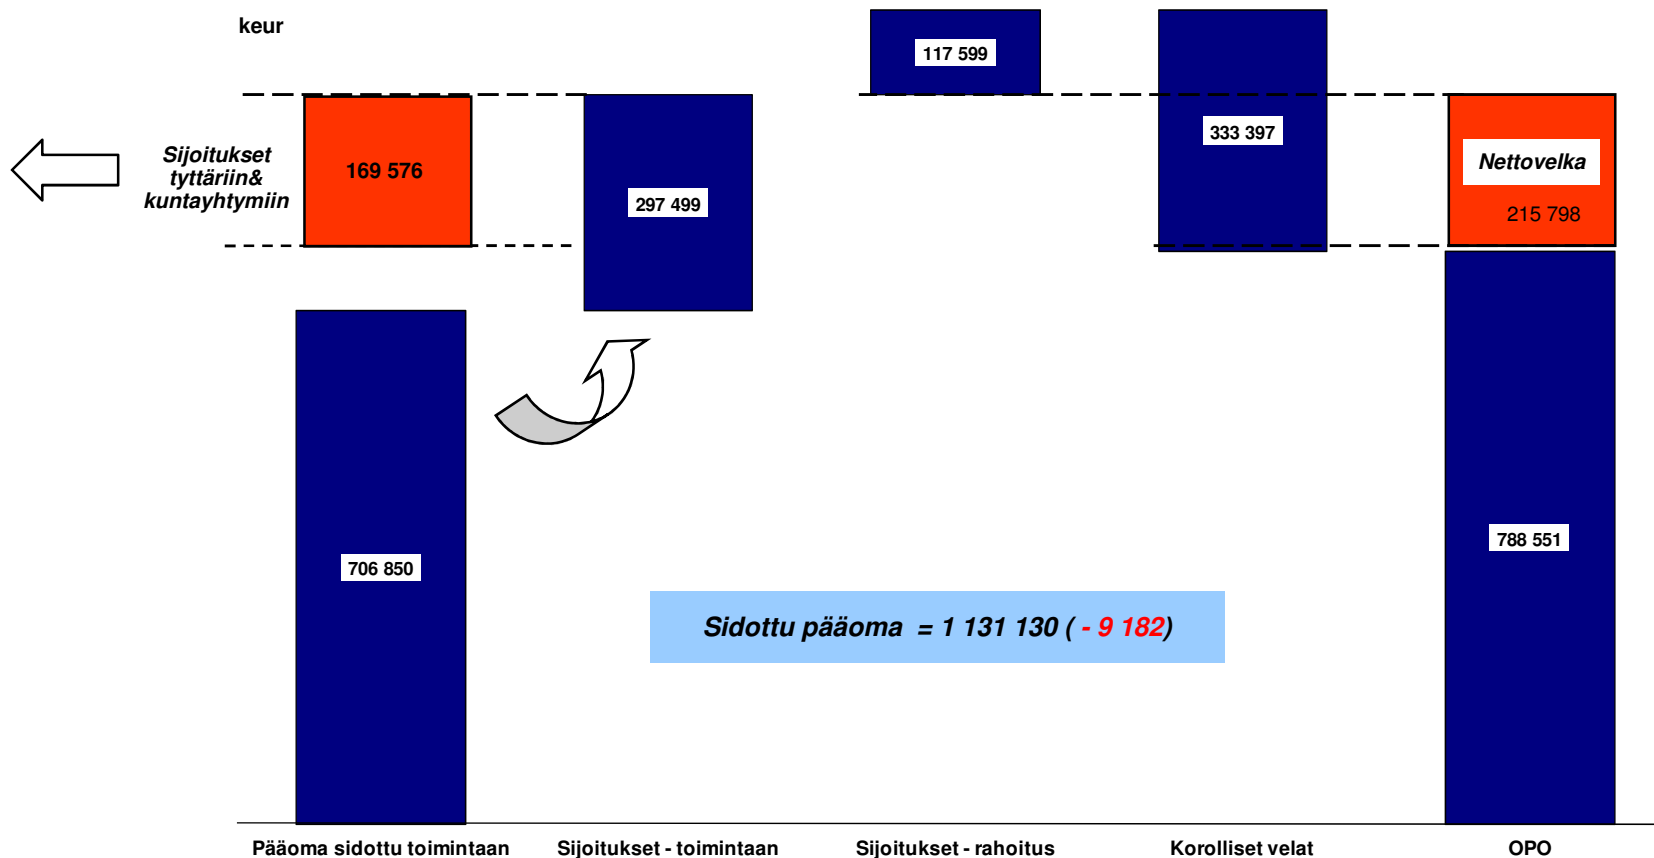 keur
117 599
333 397
Sijoitukset
tyttäriin&
kuntayhtymiin
169 576
297 499
Nettovelka
215 798
706 850
788 551
Sidottu pääoma = 1 131 130 ( - 9 182)
Pääoma sidottu toimintaan
Sijoitukset - toimintaan
Sijoitukset - rahoitus
Korolliset velat
OPO